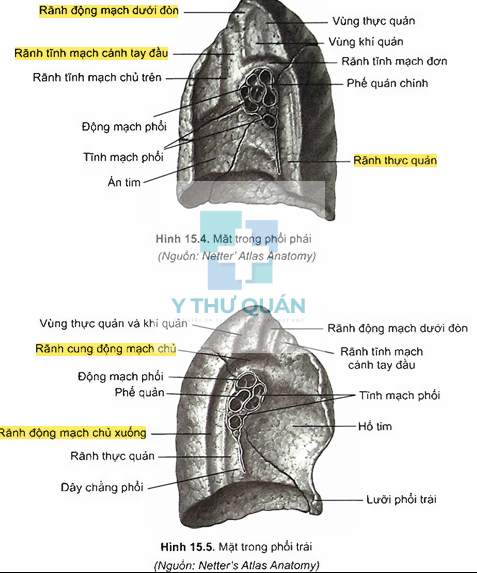 Rãnh động mạch dưới đòn
Vùng thực quản
Vùng khí quản
Rãnh tĩnh mạch cánh tay đầu
Rãnh tĩnh mạch đơn
Rãnh tĩnh mạch chủ trên
Phế quản chính
Động mạch phổi
Tĩnh mạch phổi
Rãnh thực quản
Ấn tim
Hình 15.4. Mặt trong phổi phải
(Nguồn: Netter' Atlas Anatomy)
Y THƯ QUÁN
Vùng thực quản và khí quản
Rãnh động mạch dưới đòn
Rãnh cung động mạch chủ
Rãnh tĩnh mạch
cánh tay đầu
Động mạch phổi
Phế quản
Tĩnh mạch phổi
Hố tim
Rãnh động mạch chủ xuống
Rãnh thực quản
Dây chằng phổi
Lưỡi phổi trái
Hình 15.5. Mặt trong phổi trái
(Nguồn: Netter's Atlas Anatomy)